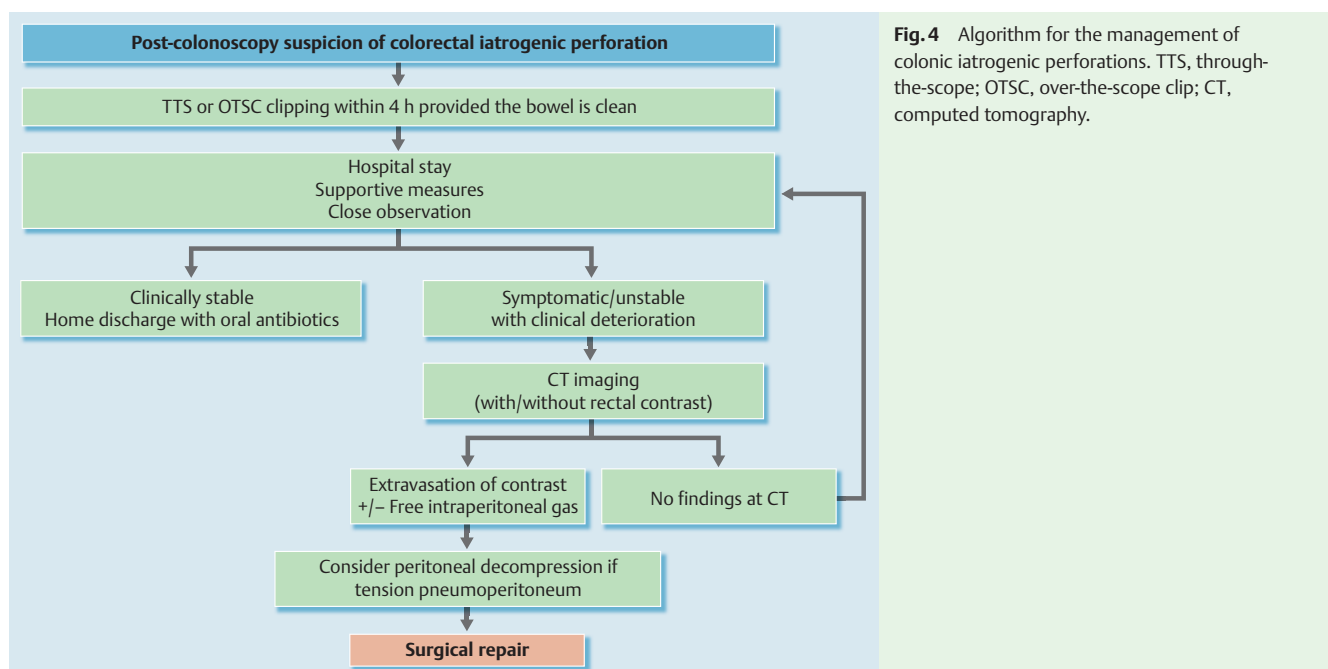 Post-colonoscopy suspicion of colorectal iatrogenic perforation
TTS or OTSC clipping within 4 h provided the bowel is clean
Hospital stay
Supportive measures
Close observation
Clinically stable
Home discharge with oral antibiotics
Symptomatic/unstable
with clinical deterioration
CT imaging
(with/without rectal contrast)
Extravasation of contrast
+/− Free intraperitoneal gas
No findings at CT
Consider peritoneal decompression if
tension pneumoperitoneum
Surgical repair
Fig. 4 Algorithm for the management of
colonic iatrogenic perforations. TTS, through-
the-scope; OTSC, over-the-scope clip; CT,
computed tomography.